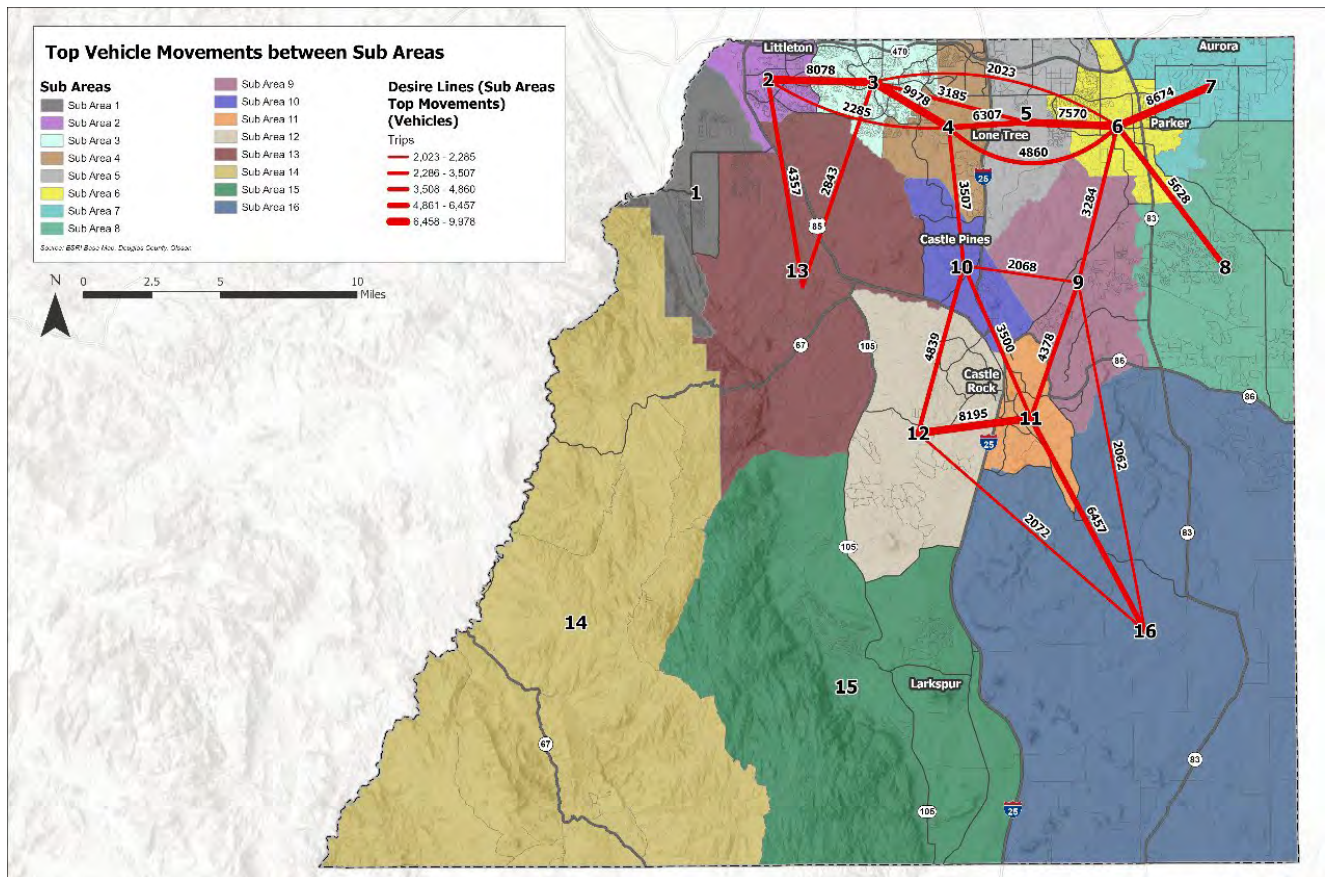 Top Vehicle Movements between Sub Areas
Sub Areas
Sub Area 1
Sub Area 2
Sub Area 3
Sub Area 4
Sub Area 5
Sub Area 6
Sub Area 7
Sub Area 8
Sub Area 9
Sub Area 10
Sub Area 11
Sub Area 12
Sub Area 13
Sub Area 14
Sub Area 15
Sub Area 16
Desire Lines (Sub Areas
Top Movements)
(Vehicles)
Trips
2,023 - 2,285
2,286 - 3,507
3,508 - 4,860
4,861 - 6,457
6,458 - 9,978
Source: ESRI Base Map, Douglas County, Olsson
N
0 2.5 5 10
Miles
Littleton
470
Aurora
2
8078
3
2023
7
3185
9978
8674
2285
4
6307
5
7570
6
Parker
Lone Tree
4860
25
1
4357
2843
3507
3284
5628
85
83
Castle Pines
13
10
2068
9
8
67
105
4839
3500
4378
86
Castle
Rock
86
12
8195
11
25
2062
105
2072
6457
83
14
16
15
Larkspur
67
83
105
25